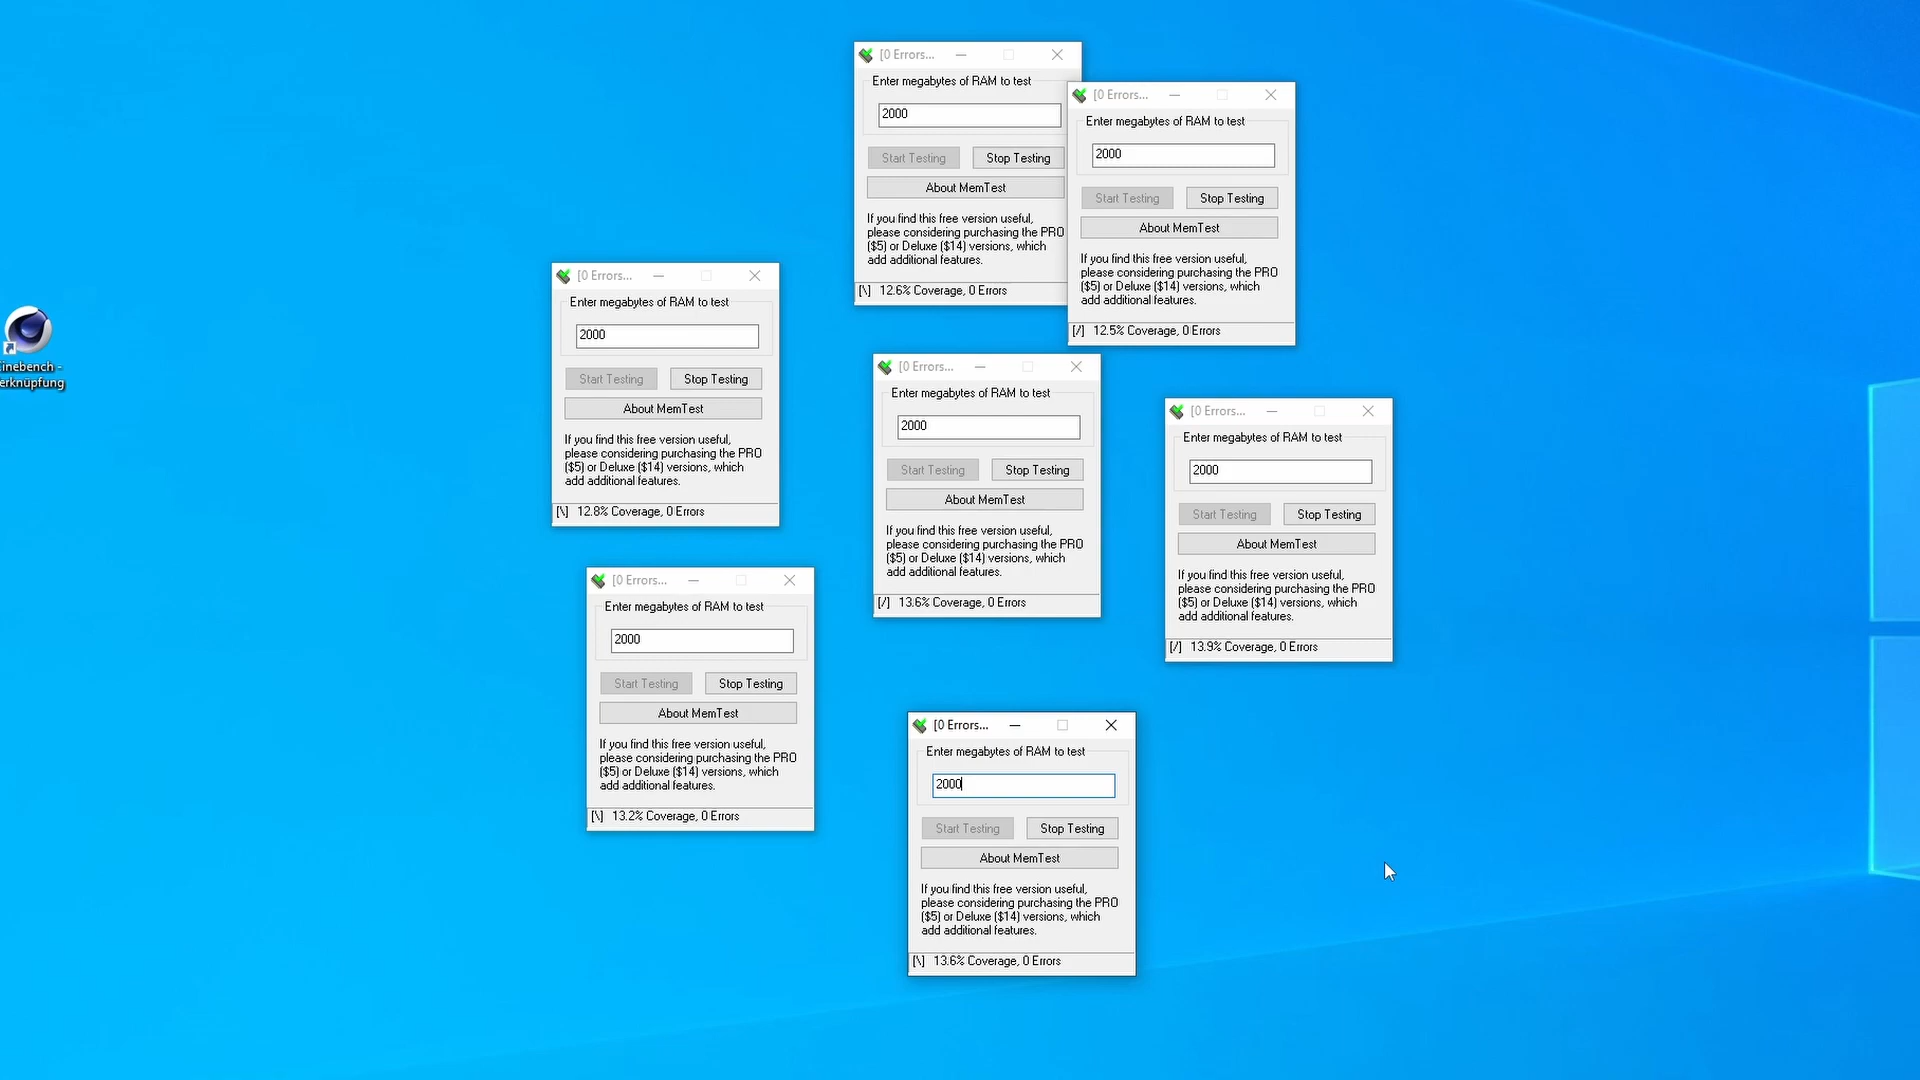 [0 Errors...
Enter megabytes of RAM to test
2000
Start Testing
Stop Testing
About MemTest
If you find this free version useful,
please considering purchasing the PRO
($5) or Deluxe ($14) versions, which
add additional features.
[\] 12.6% Coverage, 0 Errors
[0 Errors...
Enter megabytes of RAM to test
2000
Start Testing
Stop Testing
About MemTest
If you find this free version useful,
please considering purchasing the PRO
($5) or Deluxe ($14) versions, which
add additional features.
[/] 12.5% Coverage, 0 Errors
[0 Errors...
Enter megabytes of RAM to test
2000
Start Testing
Stop Testing
About MemTest
If you find this free version useful,
please considering purchasing the PRO
($5) or Deluxe ($14) versions, which
add additional features.
[\] 12.8% Coverage, 0 Errors
inebench -
erknüpfung
[0 Errors...
Enter megabytes of RAM to test
2000
Start Testing
Stop Testing
About MemTest
If you find this free version useful,
please considering purchasing the PRO
($5) or Deluxe ($14) versions, which
add additional features.
[/] 13.6% Coverage, 0 Errors
[0 Errors...
Enter megabytes of RAM to test
2000
Start Testing
Stop Testing
About MemTest
If you find this free version useful,
please considering purchasing the PRO
($5) or Deluxe ($14) versions, which
add additional features.
[/] 13.9% Coverage, 0 Errors
[0 Errors...
Enter megabytes of RAM to test
2000
Start Testing
Stop Testing
About MemTest
If you find this free version useful,
please considering purchasing the PRO
($5) or Deluxe ($14) versions, which
add additional features.
[\] 13.2% Coverage, 0 Errors
[0 Errors...
Enter megabytes of RAM to test
2000
Start Testing
Stop Testing
About MemTest
If you find this free version useful,
please considering purchasing the PRO
($5) or Deluxe ($14) versions, which
add additional features.
[\] 13.6% Coverage, 0 Errors